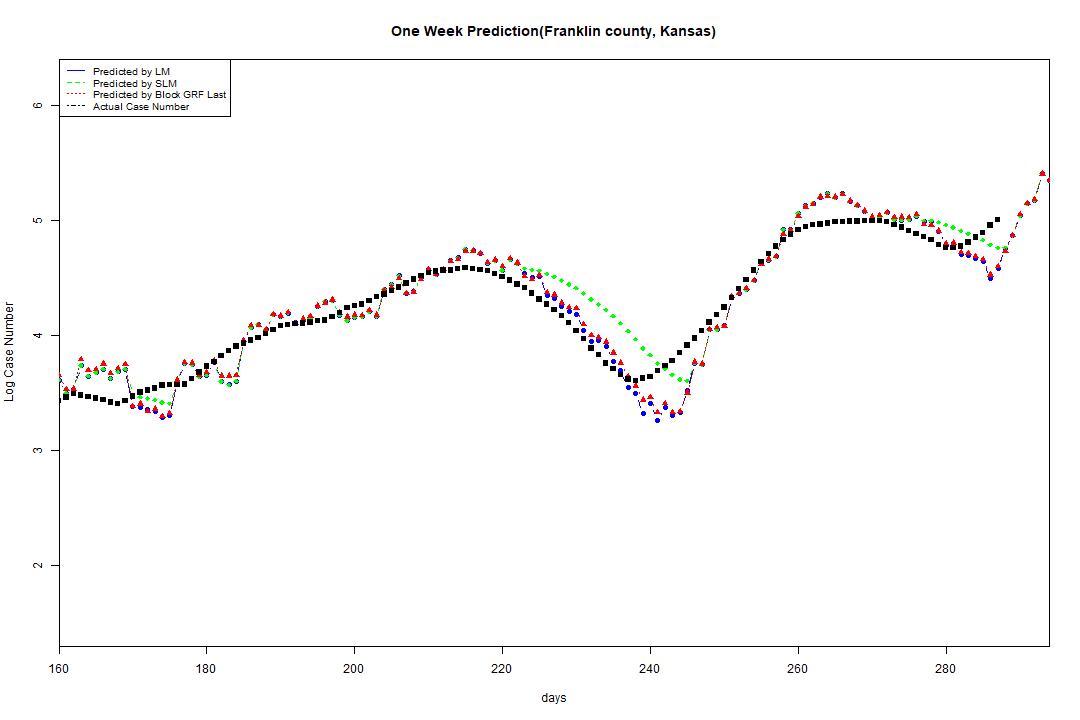 One Week Prediction(Franklin county, Kansas)
Predicted by LM
Predicted by SLM
Predicted by Block GRF Last
Actual Case Number
6
5
4
3
2
Log Case Number
160 180 200 220 240 260 280
days